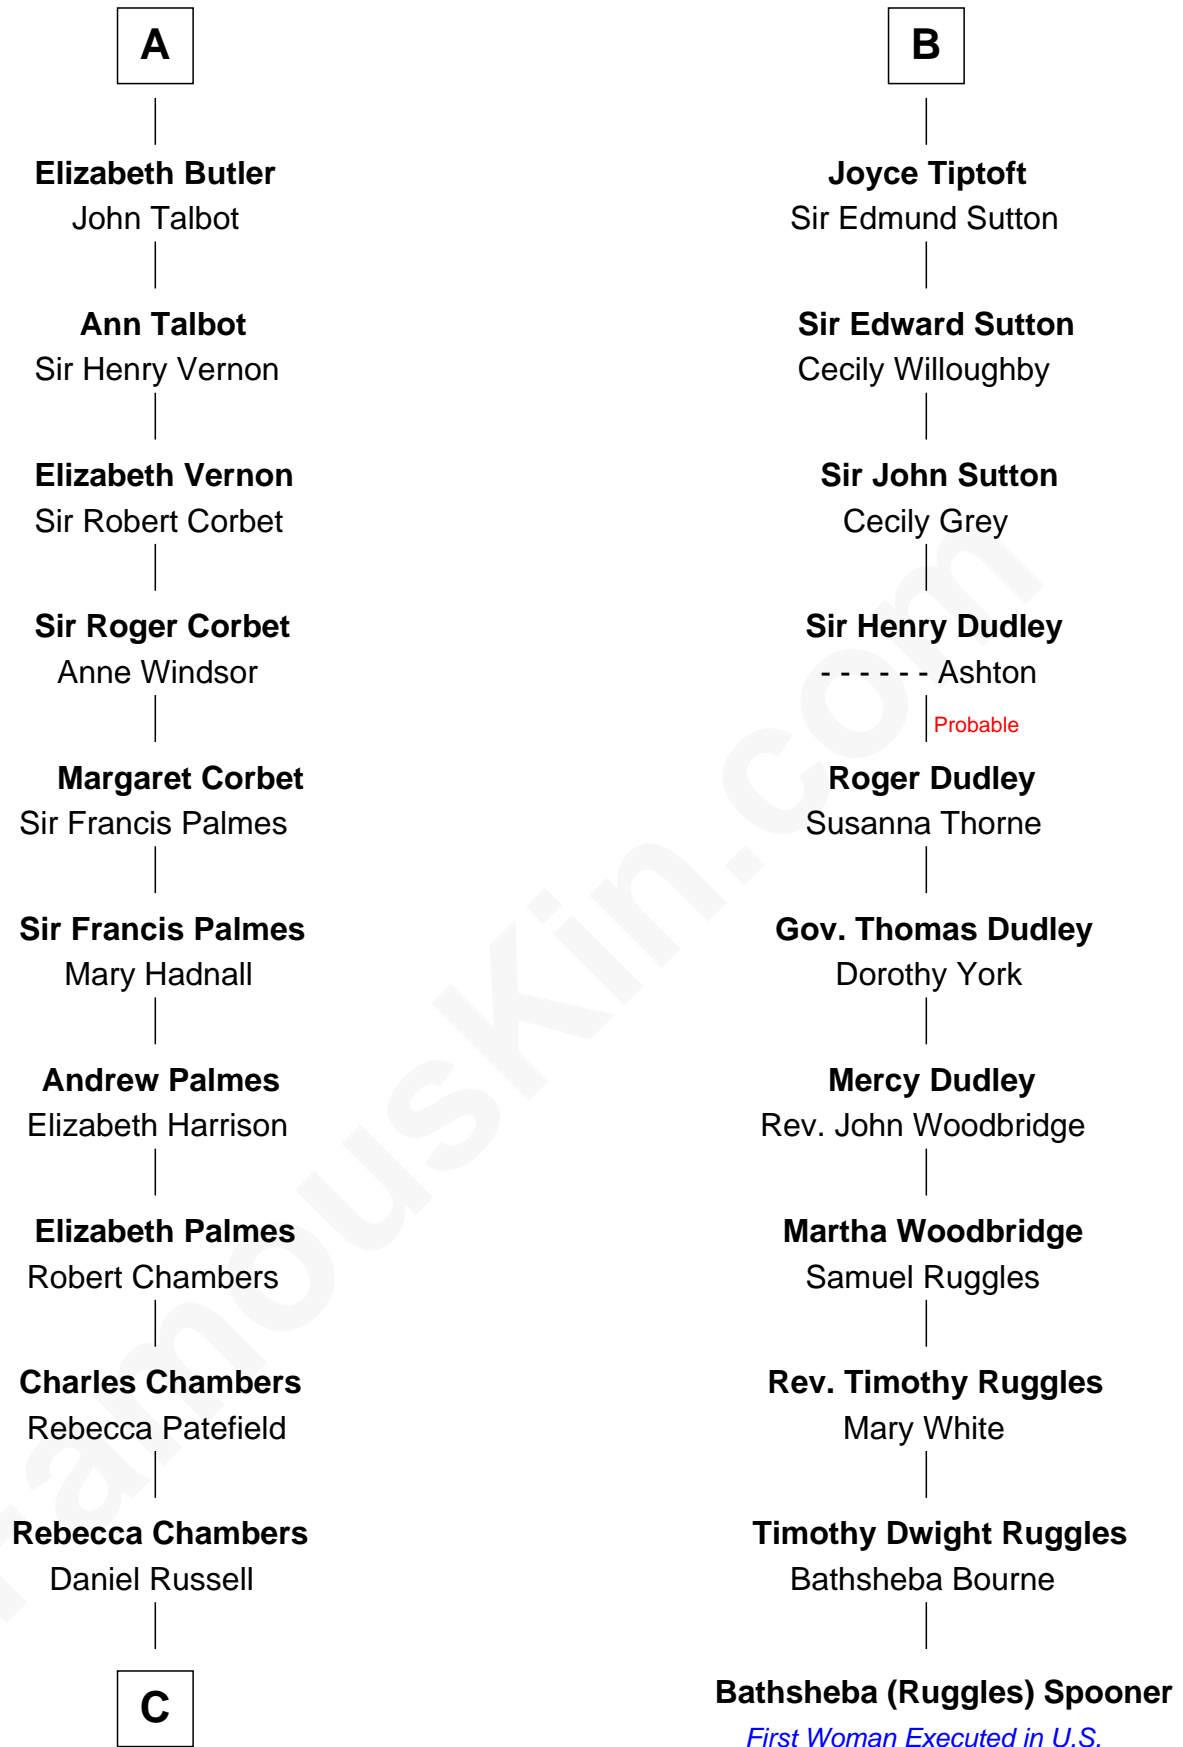 A
Elizabeth Butler
John Talbot
Ann Talbot
Sir Henry Vernon
Elizabeth Vernon
Sir Robert Corbet
Sir Roger Corbet
Anne Windsor
Margaret Corbet
Sir Francis Palmes
Sir Francis Palmes
Mary Hadnall
Andrew Palmes
Elizabeth Harrison
Elizabeth Palmes
Robert Chambers
Charles Chambers
Rebecca Patefield
Rebecca Chambers
Daniel Russell
C
B
Joyce Tiptoft
Sir Edmund Sutton
Sir Edward Sutton
Cecily Willoughby
Sir John Sutton
Cecily Grey
Sir Henry Dudley
- - - - - - Ashton
Probable
Roger Dudley
Susanna Thorne
Gov. Thomas Dudley
Dorothy York
Mercy Dudley
Rev. John Woodbridge
Martha Woodbridge
Samuel Ruggles
Rev. Timothy Ruggles
Mary White
Timothy Dwight Ruggles
Bathsheba Bourne
Bathsheba (Ruggles) Spooner
First Woman Executed in U.S.
FamousKin.com